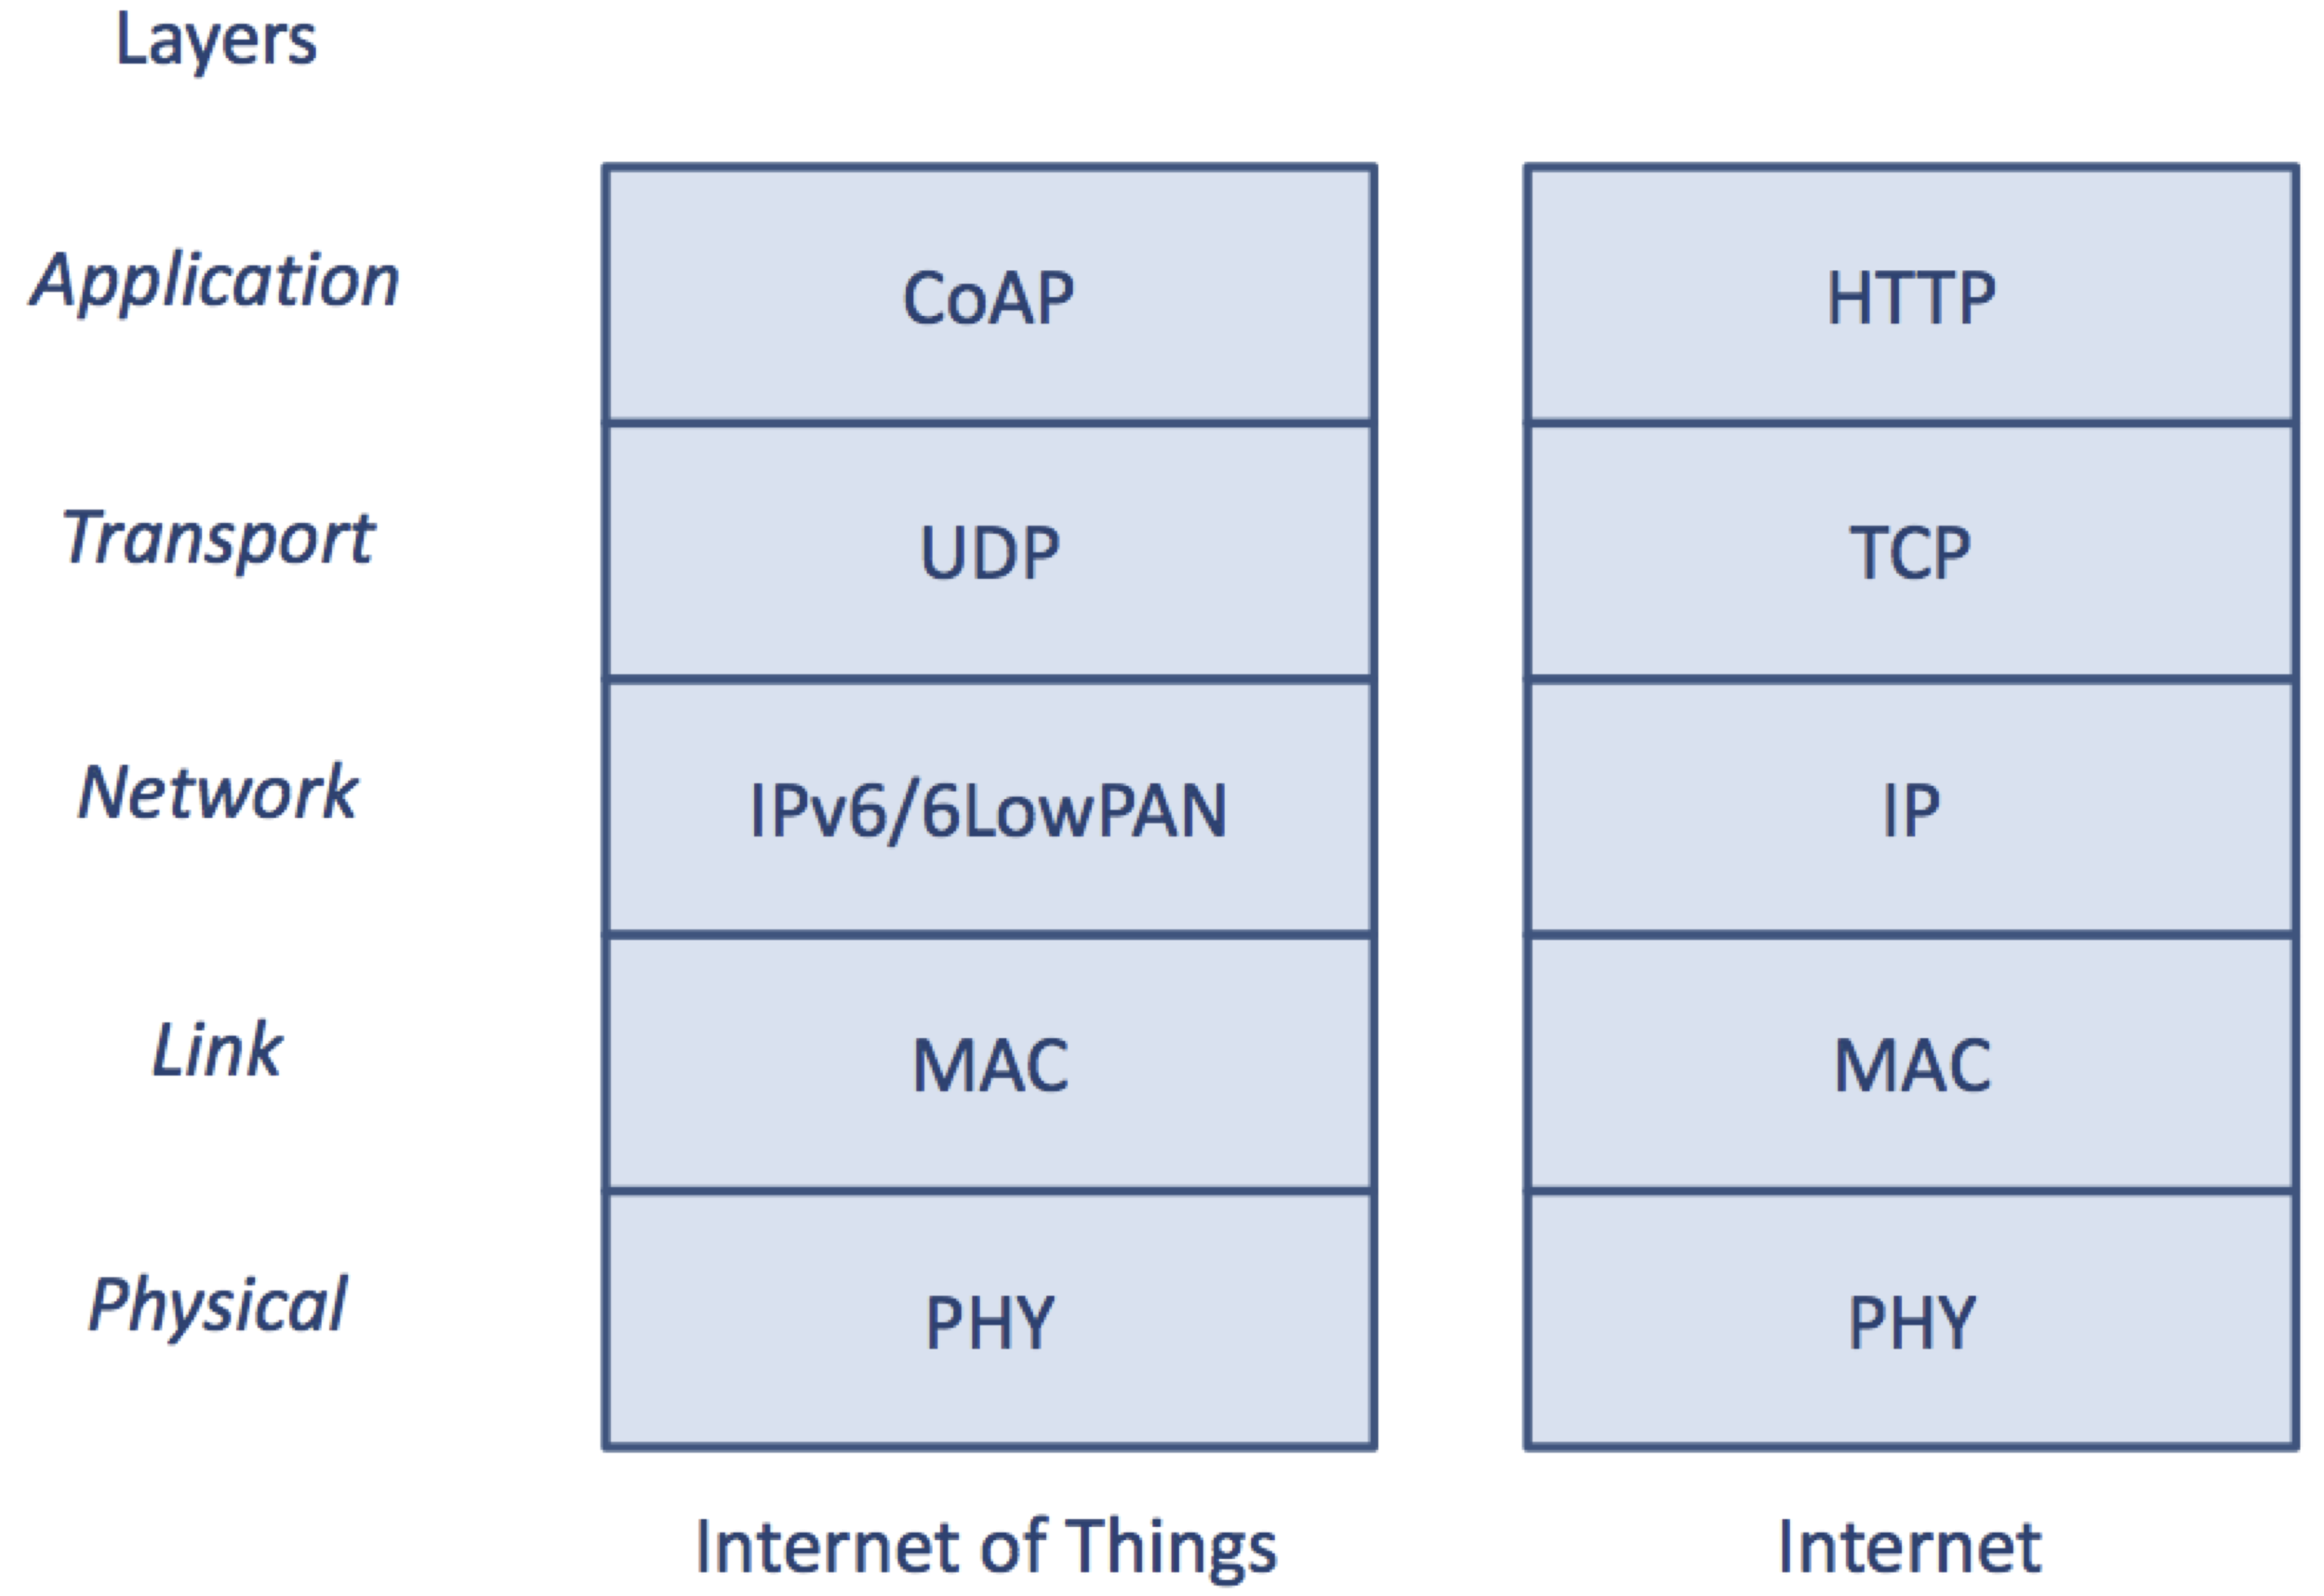 Layers
Application
CoAP
HTTP
Transport
UDP
TCP
Network
IPv6/6LowPAN
IP
Link
MAC
MAC
Physical
PHY
PHY
Internet of Things
Internet